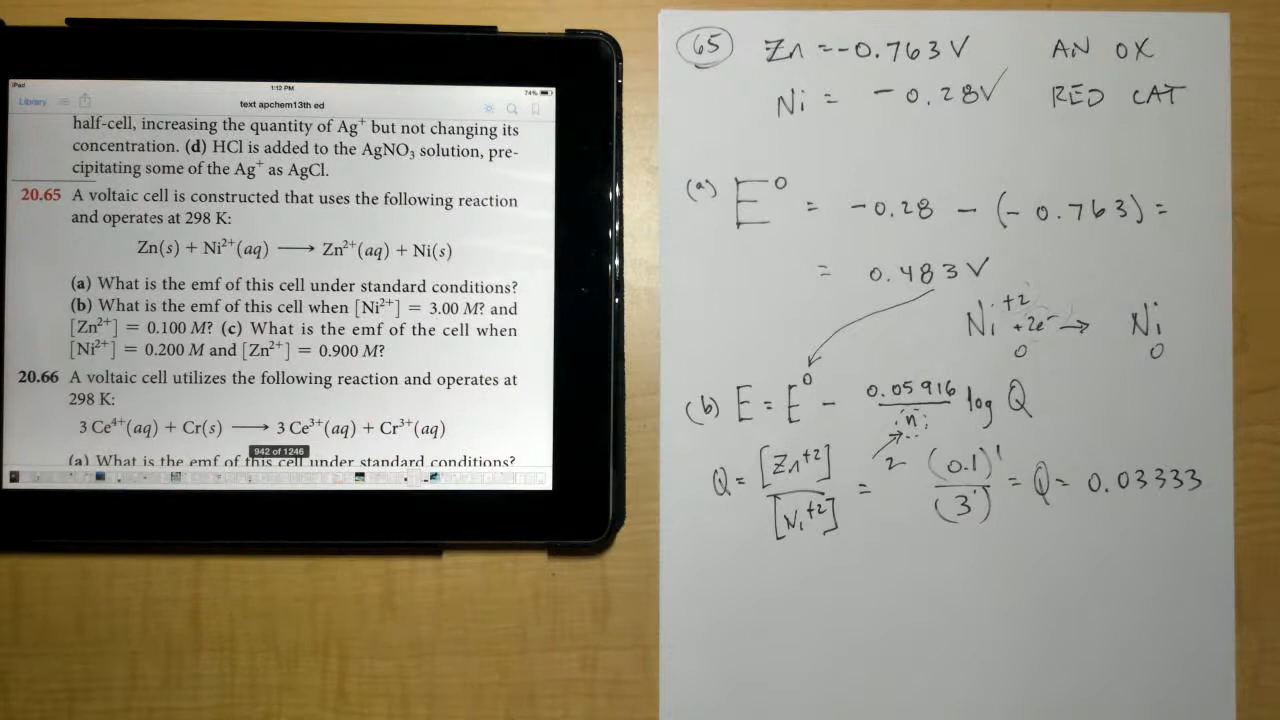 iPad
1:12 PM
74%
Library
text apchem13th ed
half-cell, increasing the quantity of Ag⁺ but not changing its
concentration. (d) HCl is added to the AgNO₃ solution, pre-
cipitating some of the Ag⁺ as AgCl.
20.65 A voltaic cell is constructed that uses the following reaction
and operates at 298 K:
Zn(s) + Ni²⁺(aq) ⟶ Zn²⁺(aq) + Ni(s)
(a) What is the emf of this cell under standard conditions?
(b) What is the emf of this cell when [Ni²⁺] = 3.00 M? and
[Zn²⁺] = 0.100 M? (c) What is the emf of the cell when
[Ni²⁺] = 0.200 M and [Zn²⁺] = 0.900 M?
20.66 A voltaic cell utilizes the following reaction and operates at
298 K:
3 Ce⁴⁺(aq) + Cr(s) ⟶ 3 Ce³⁺(aq) + Cr³⁺(aq)
942 of 1246
(a) What is the emf of this cell under standard conditions?
65 Zn = -0.763 V AN OX
Ni = -0.28V RED CAT
(a) E⁰ = -0.28 - (-0.763) =
= 0.483 V
Ni⁺² +2e⁻ → Ni
0 0
(b) E = E⁰ - 0.05916/n log Q
2
Q = [Zn⁺²]/[Ni⁺²] = (0.1)¹/(3)¹ = Q = 0.03333